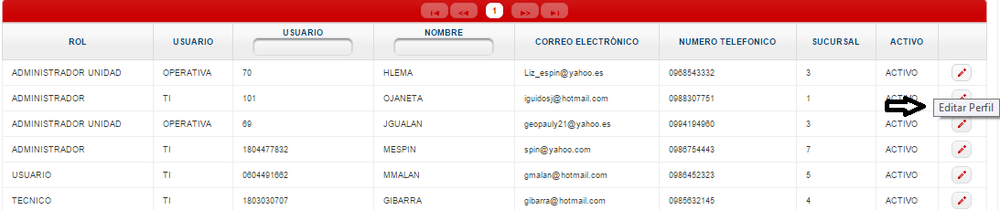 1
ROL USUARIO USUARIO NOMBRE CORREO ELECTRÓNICO NUMERO TELEFONICO SUCURSAL ACTIVO
ADMINISTRADOR UNIDAD OPERATIVA 70 HLEMA Liz_espin@yahoo.es 0968543332 3 ACTIVO
ADMINISTRADOR TI 101 OJANETA iguidosj@hotmail.com 0988307751 1 ACTIVO
Editar Perfil
ADMINISTRADOR UNIDAD OPERATIVA 69 JGUALAN geopauly21@yahoo.es 0994194960 3 ACTIVO
ADMINISTRADOR TI 1804477832 MESPIN spin@yahoo.com 0986754443 7 ACTIVO
USUARIO TI 0604491662 MMALAN gmalan@hotmail.com 0986452323 5 ACTIVO
TECNICO TI 1803030707 GIBARRA gibarra@hotmail.com 0985632145 4 ACTIVO